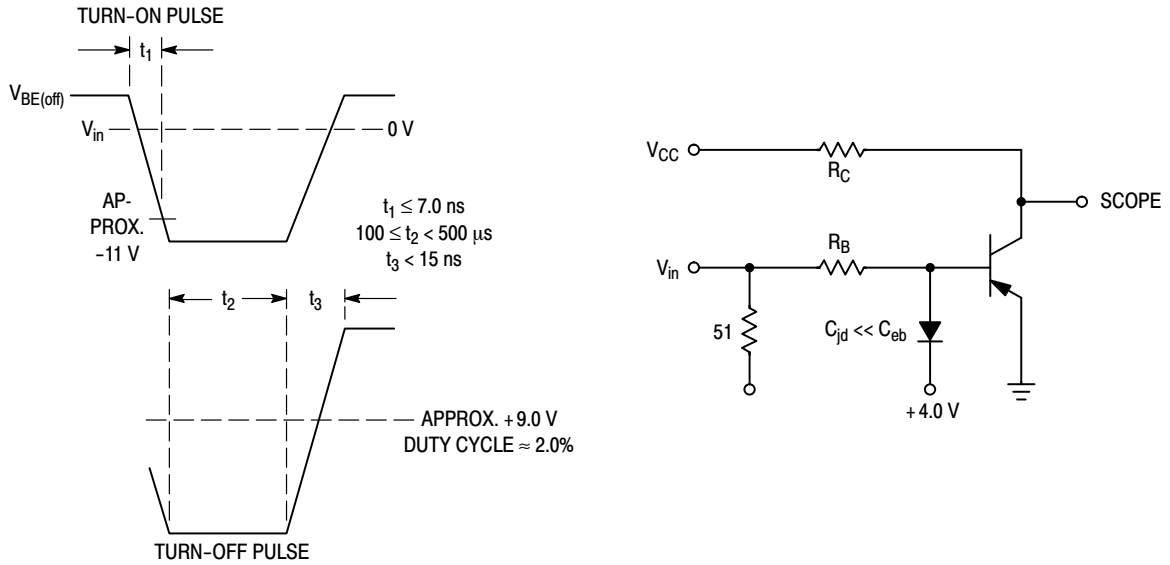 TURN-ON PULSE
t1
VBE(off)
Vin
0 V
AP-
PROX.
-11 V
t1 ≤ 7.0 ns
100 ≤ t2 < 500 μs
t3 < 15 ns
t2
t3
APPROX. +9.0 V
DUTY CYCLE ≈ 2.0%
TURN-OFF PULSE
VCC
RC
SCOPE
Vin
RB
51
Cjd << Ceb
+4.0 V